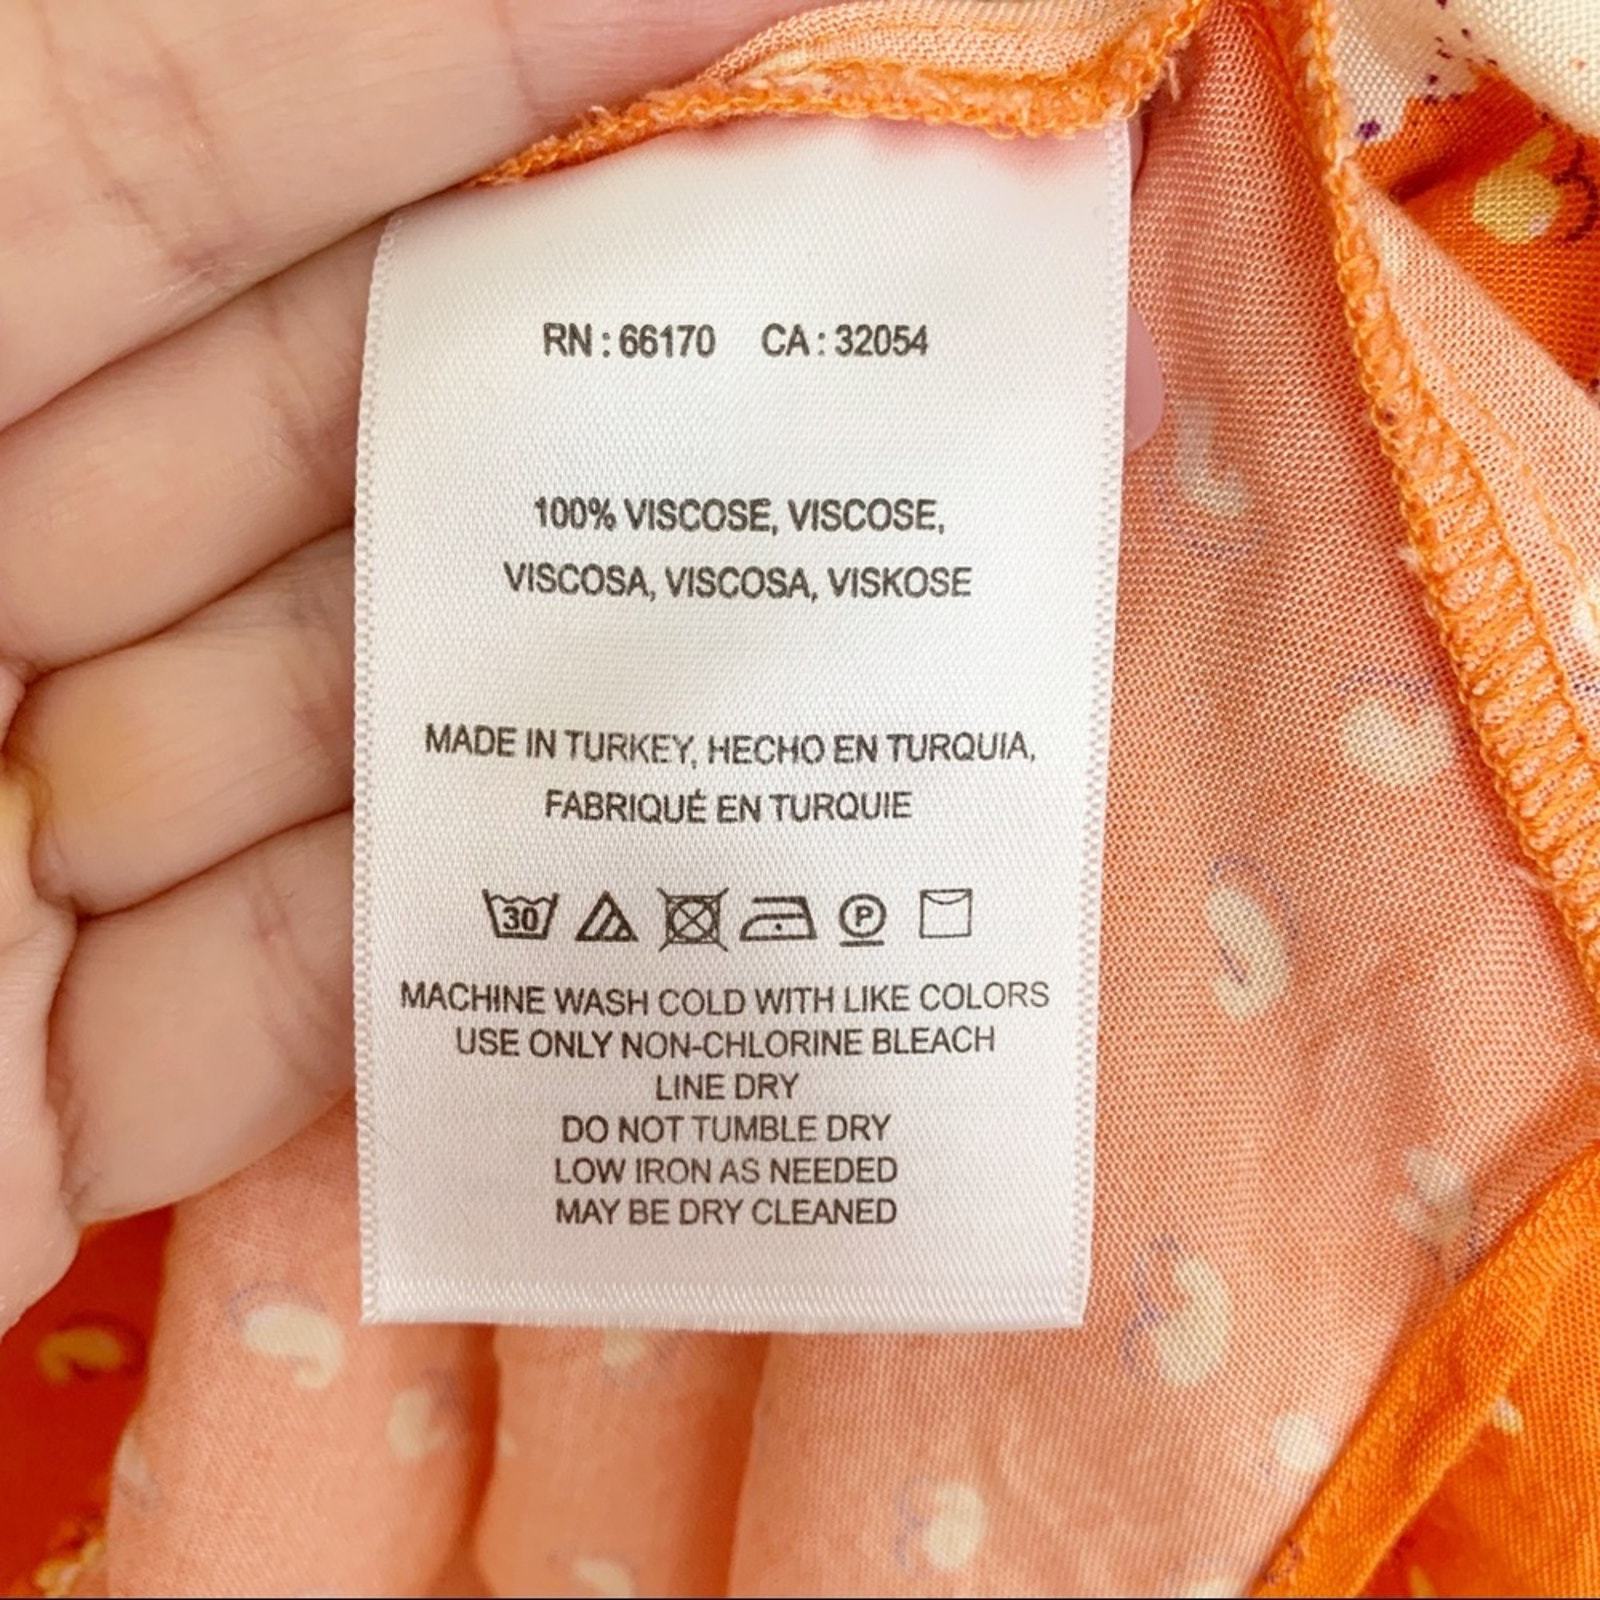 RN : 66170 CA : 32054
100% VISCOSE, VISCOSE,
VISCOSA, VISCOSA, VISKOSE
MADE IN TURKEY, HECHO EN TURQUIA,
FABRIQUÉ EN TURQUIE
30 P
MACHINE WASH COLD WITH LIKE COLORS
USE ONLY NON-CHLORINE BLEACH
LINE DRY
DO NOT TUMBLE DRY
LOW IRON AS NEEDED
MAY BE DRY CLEANED